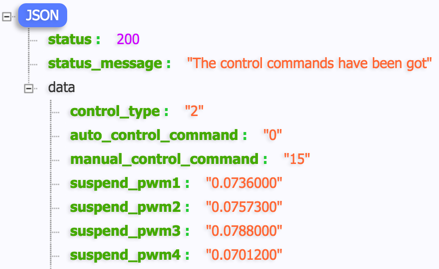 JSON
status : 200
status_message : "The control commands have been got"
data
control_type : "2"
auto_control_command : "0"
manual_control_command : "15"
suspend_pwm1 : "0.0736000"
suspend_pwm2 : "0.0757300"
suspend_pwm3 : "0.0788000"
suspend_pwm4 : "0.0701200"